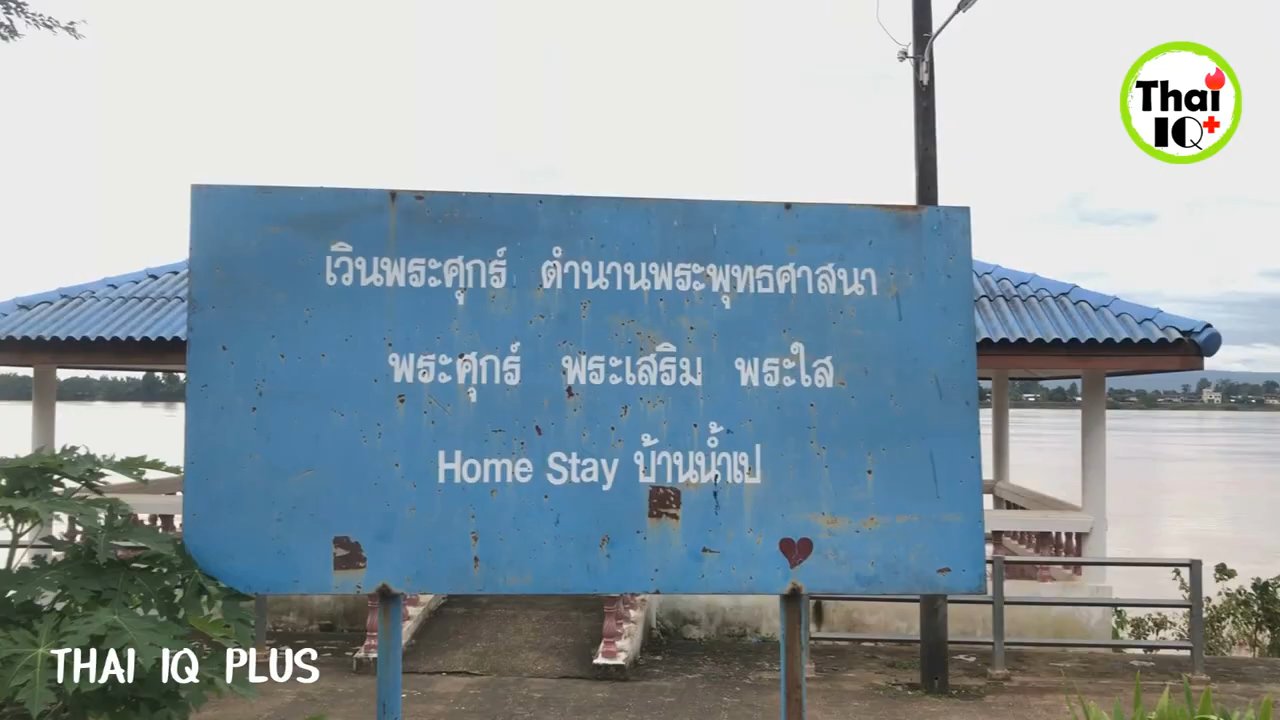 Thai
IQ+
เวินพระศุกร์ ตำนานพระพุทธศาสนา
พระศุกร์ พระเสริม พระใส
Home Stay บ้านน้ำเป
THAI IQ PLUS